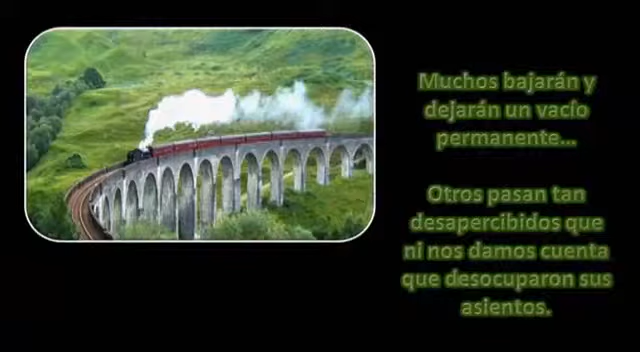 Muchos bajarán y
dejarán un vacío
permanente...
Otros pasan tan
desapercibidos que
ni nos damos cuenta
que desocuparon sus
asientos.